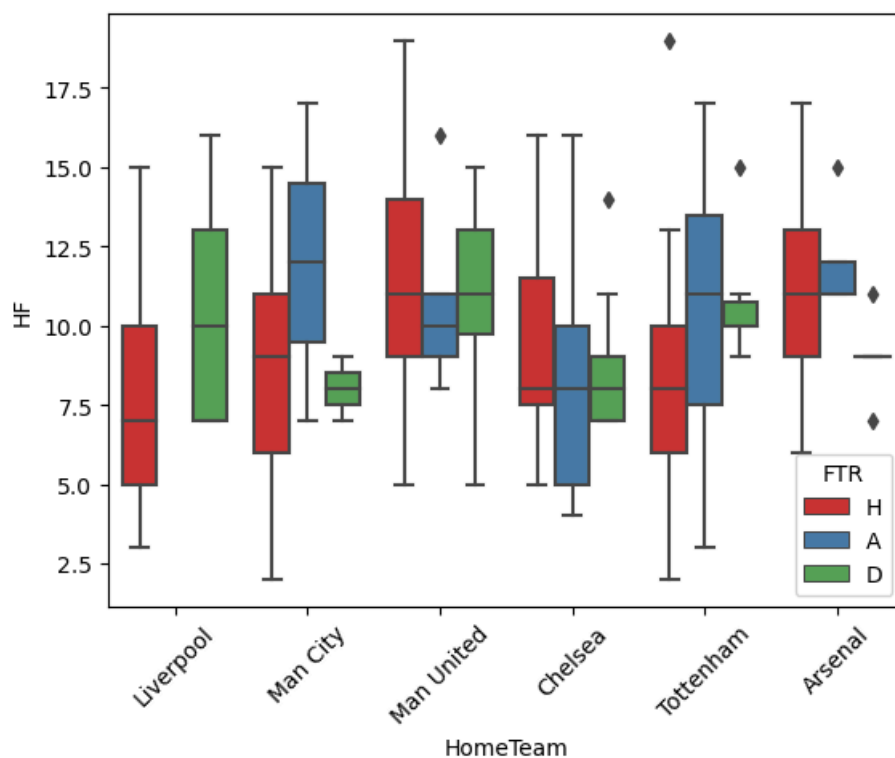 17.5
15.0
12.5
10.0
7.5
5.0
2.5
HF
Liverpool
Man City
Man United
Chelsea
Tottenham
Arsenal
HomeTeam
FTR
H
A
D